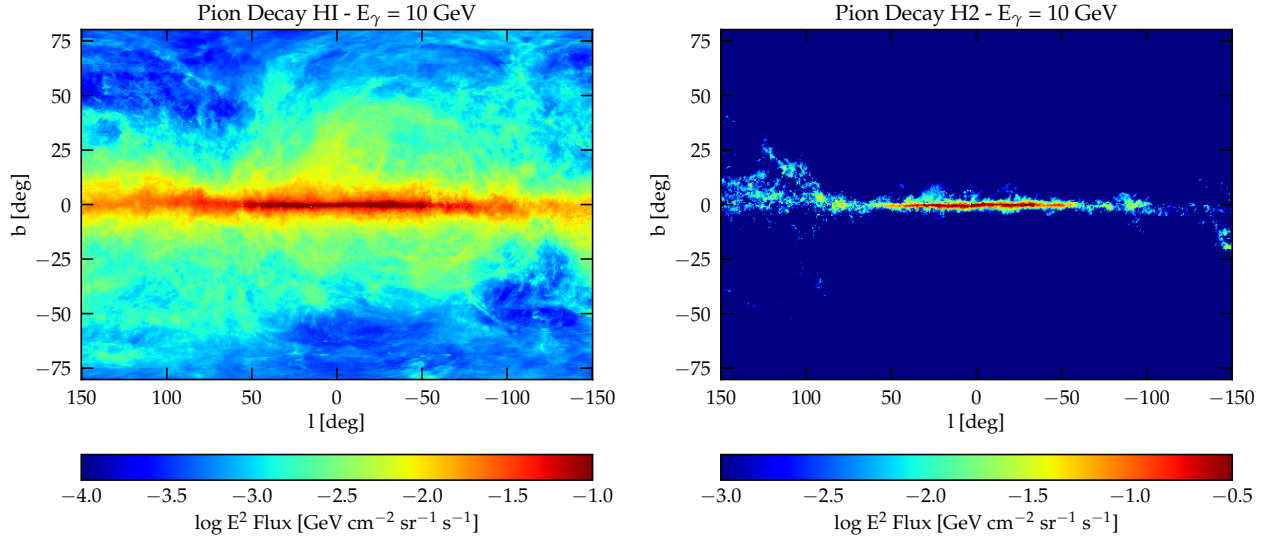 Pion Decay HI - Eγ = 10 GeV
75
50
25
0
−25
−50
−75
b [deg]
150 100 50 0 −50 −100 −150
l [deg]
−4.0 −3.5 −3.0 −2.5 −2.0 −1.5 −1.0
log E² Flux [GeV cm⁻² sr⁻¹ s⁻¹]
Pion Decay H2 - Eγ = 10 GeV
75
50
25
0
−25
−50
−75
b [deg]
150 100 50 0 −50 −100 −150
l [deg]
−3.0 −2.5 −2.0 −1.5 −1.0 −0.5
log E² Flux [GeV cm⁻² sr⁻¹ s⁻¹]